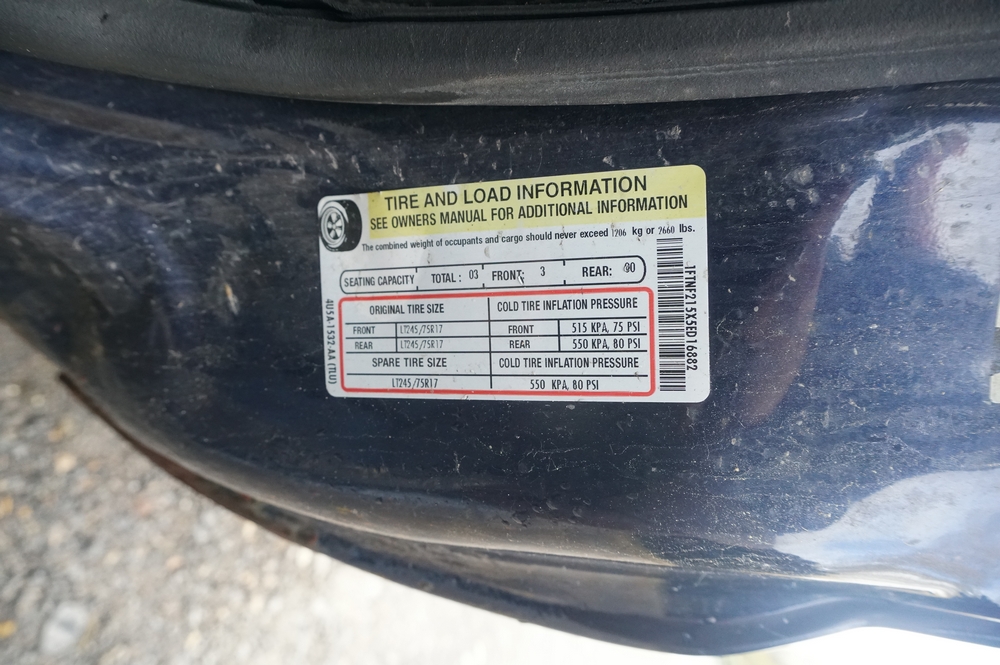 TIRE AND LOAD INFORMATION
SEE OWNERS MANUAL FOR ADDITIONAL INFORMATION
The combined weight of occupants and cargo should never exceed 1206 kg or 2660 lbs.
SEATING CAPACITY TOTAL: 03 FRONT: 3 REAR: 00
ORIGINAL TIRE SIZE COLD TIRE INFLATION PRESSURE
FRONT LT245/75R17 FRONT 515 KPA, 75 PSI
REAR LT245/75R17 REAR 550 KPA, 80 PSI
SPARE TIRE SIZE COLD TIRE INFLATION PRESSURE
LT245/75R17 550 KPA, 80 PSI
4U5A-1532-AA (TLU)
1FTNF215X5ED16882